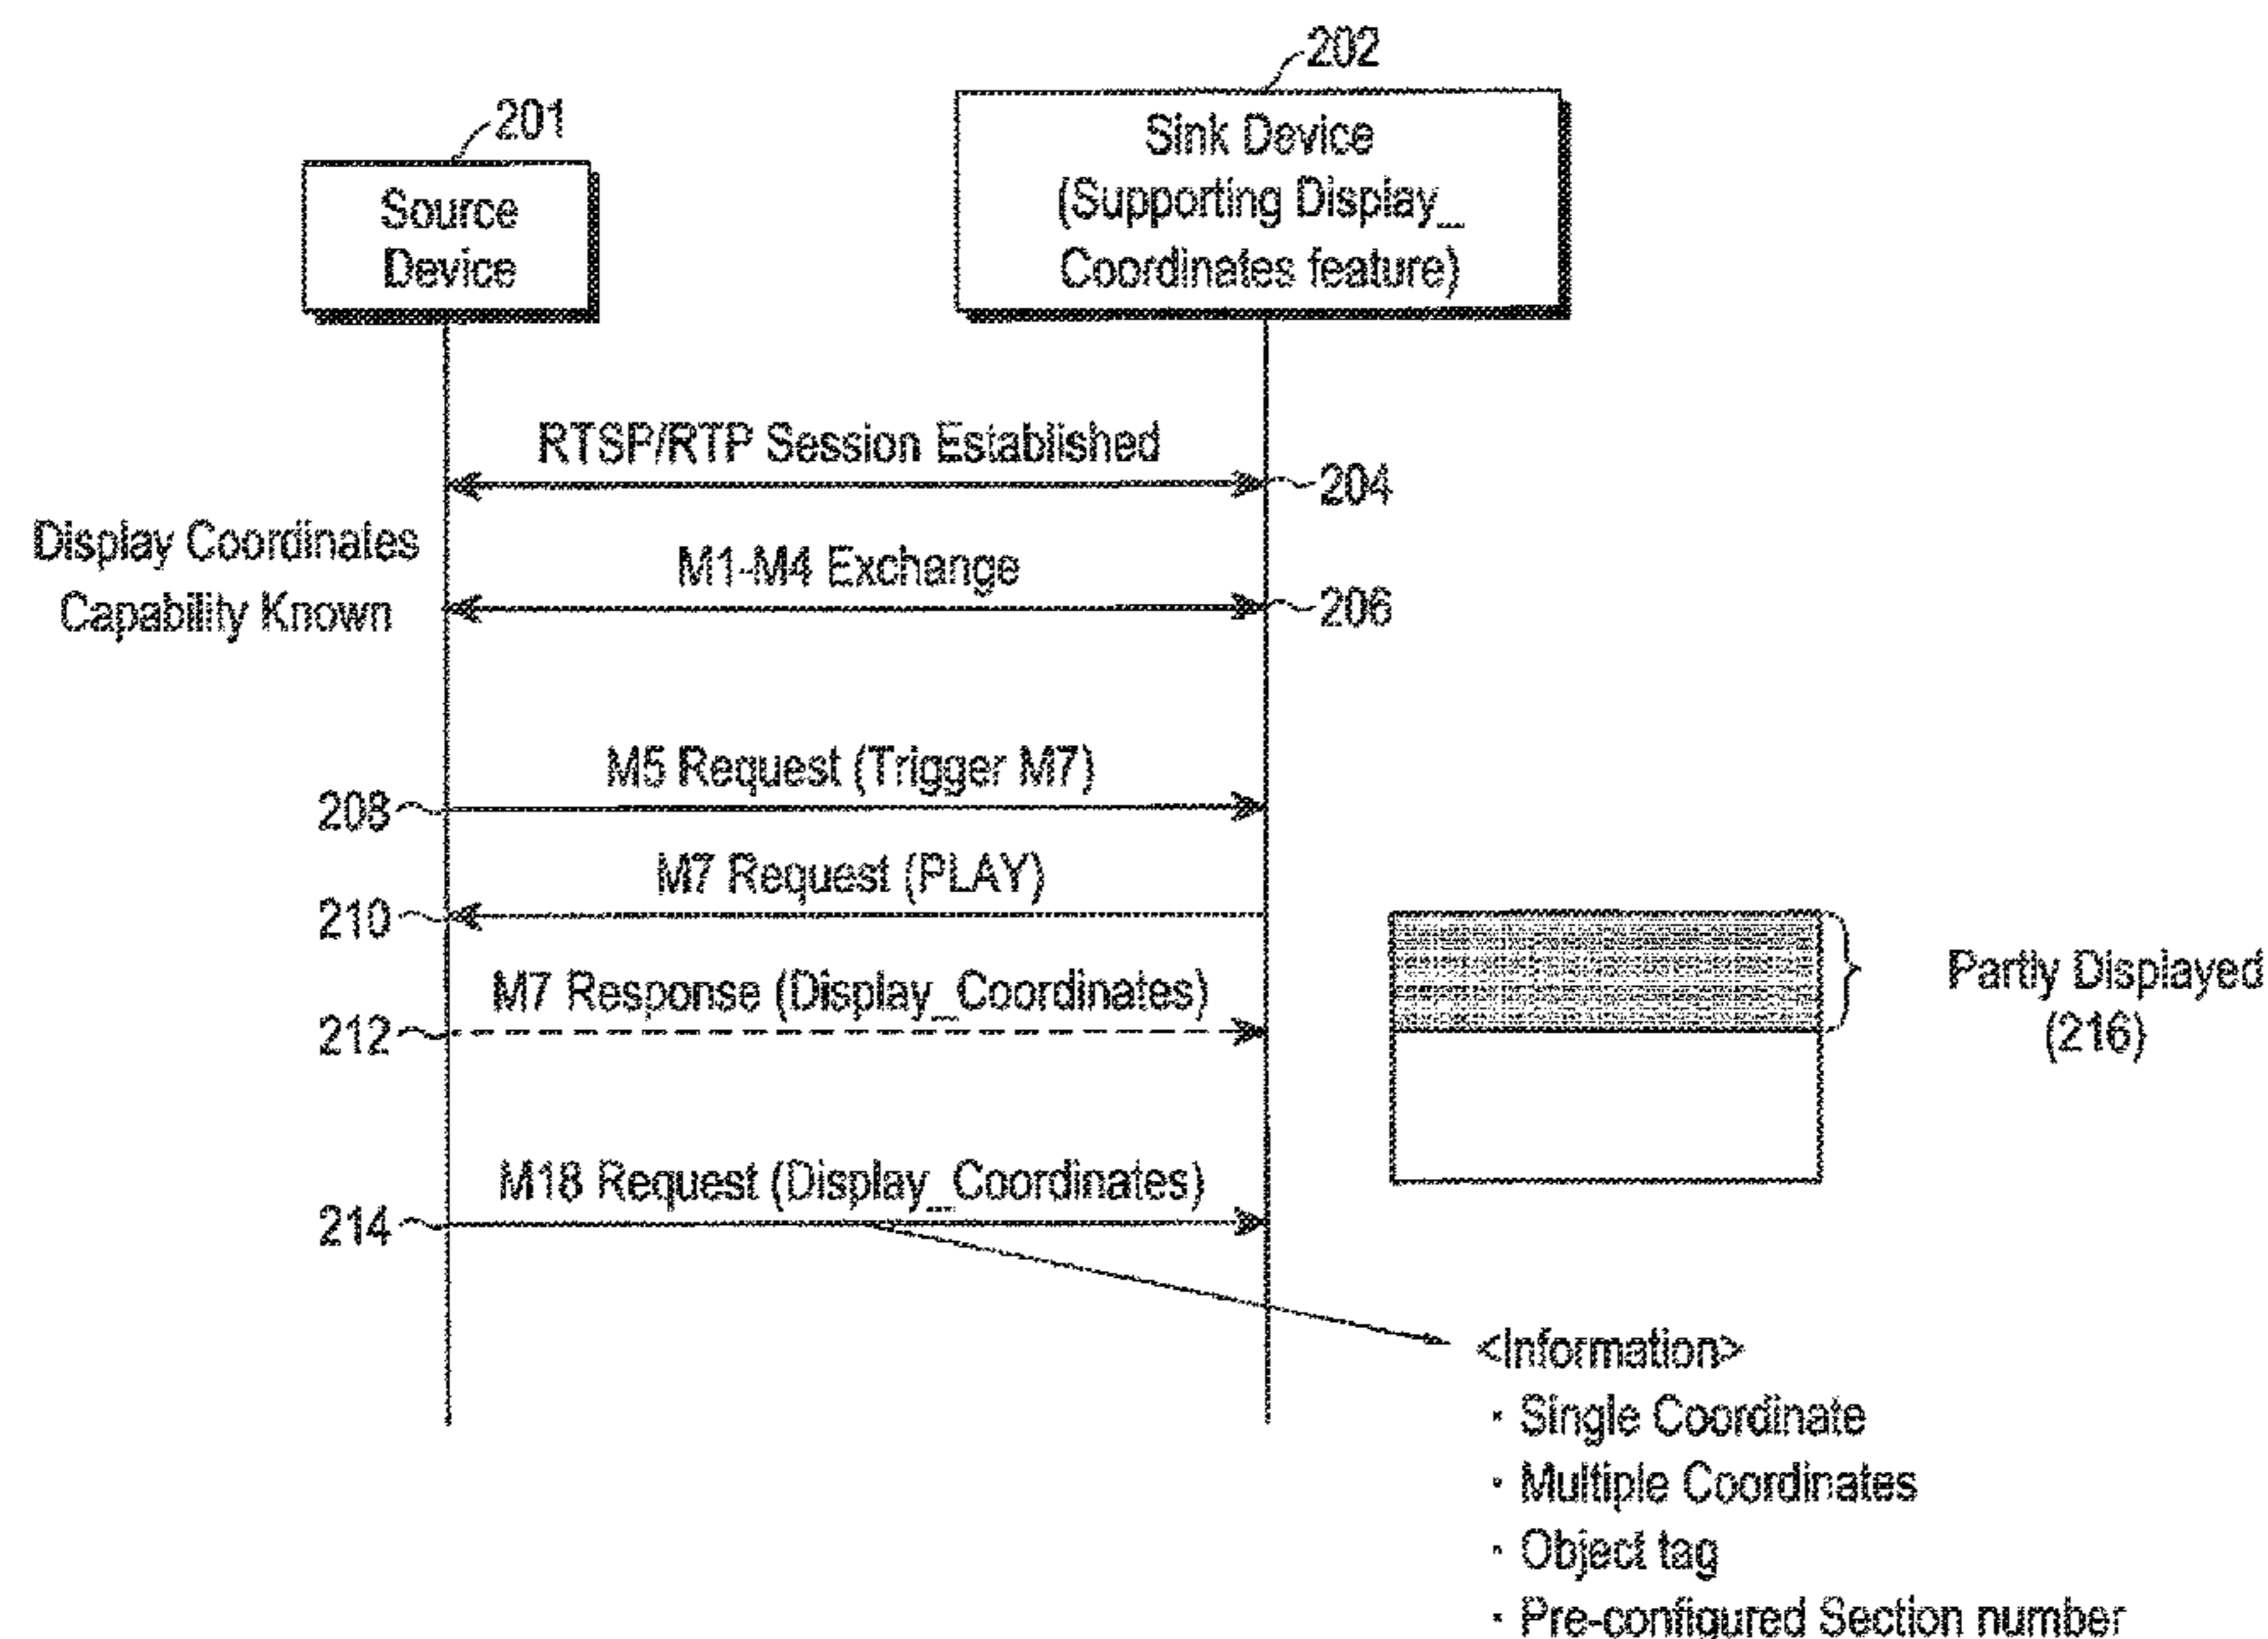 202
201
Sink Device
(Supporting Display_
Coordinates feature)
Source
Device
RTSP/RTP Session Established
204
Display Coordinates
Capability Known
M1-M4 Exchange
206
M5 Request (Trigger M7)
208
M7 Request (PLAY)
210
M7 Response (Display_Coordinates)
212
Partly Displayed
(216)
M18 Request (Display_Coordinates)
214
<Information>
· Single Coordinate
· Multiple Coordinates
· Object tag
· Pre-configured Section number